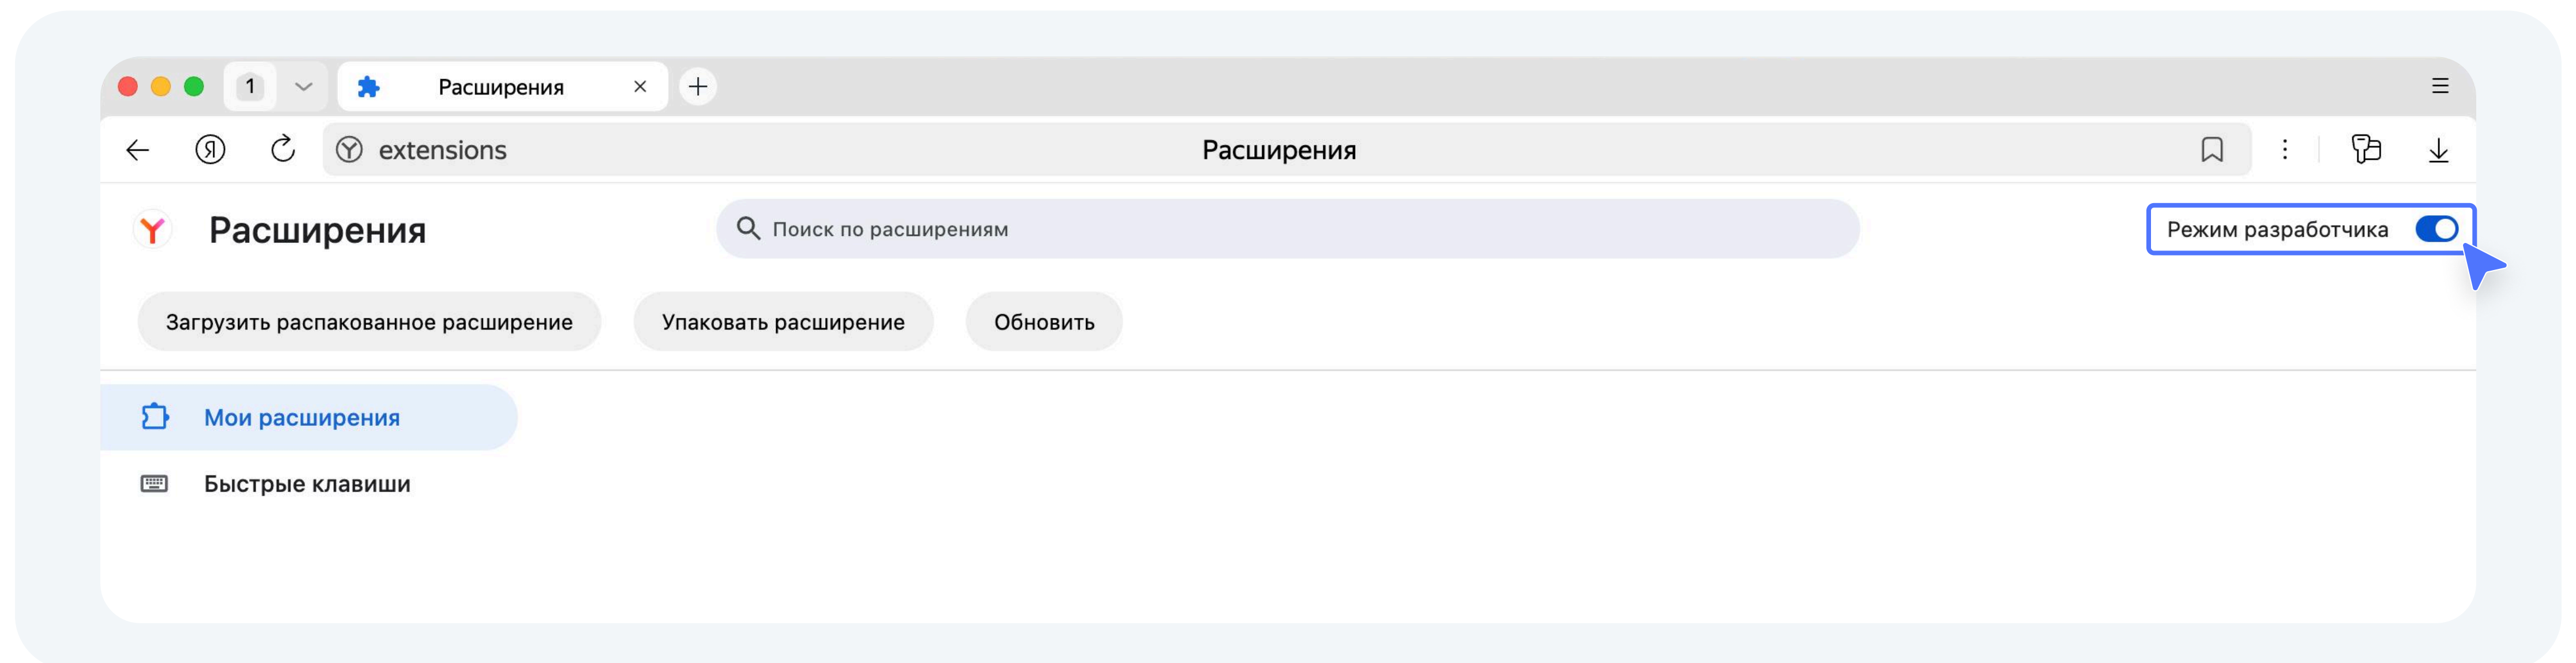 1
Расширения
extensions
Расширения
Расширения
Поиск по расширениям
Режим разработчика
Загрузить распакованное расширение
Упаковать расширение
Обновить
Мои расширения
Быстрые клавиши